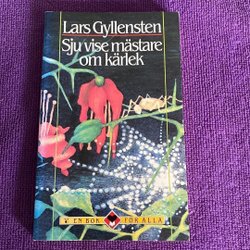 Lars Gyllensten
Sju vise mästare
om kärlek
EN BOK FÖR ALLA